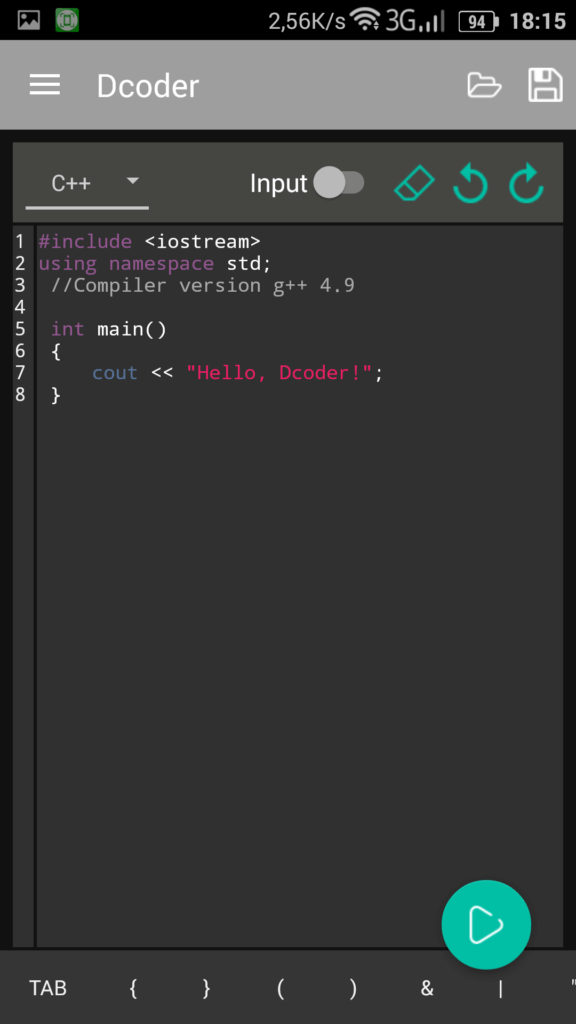 2,56K/s 3G 94 18:15
Dcoder
C++ Input
1 #include <iostream>
2 using namespace std;
3 //Compiler version g++ 4.9
4
5 int main()
6 {
7 cout << "Hello, Dcoder!";
8 }
TAB { } ( ) & | "